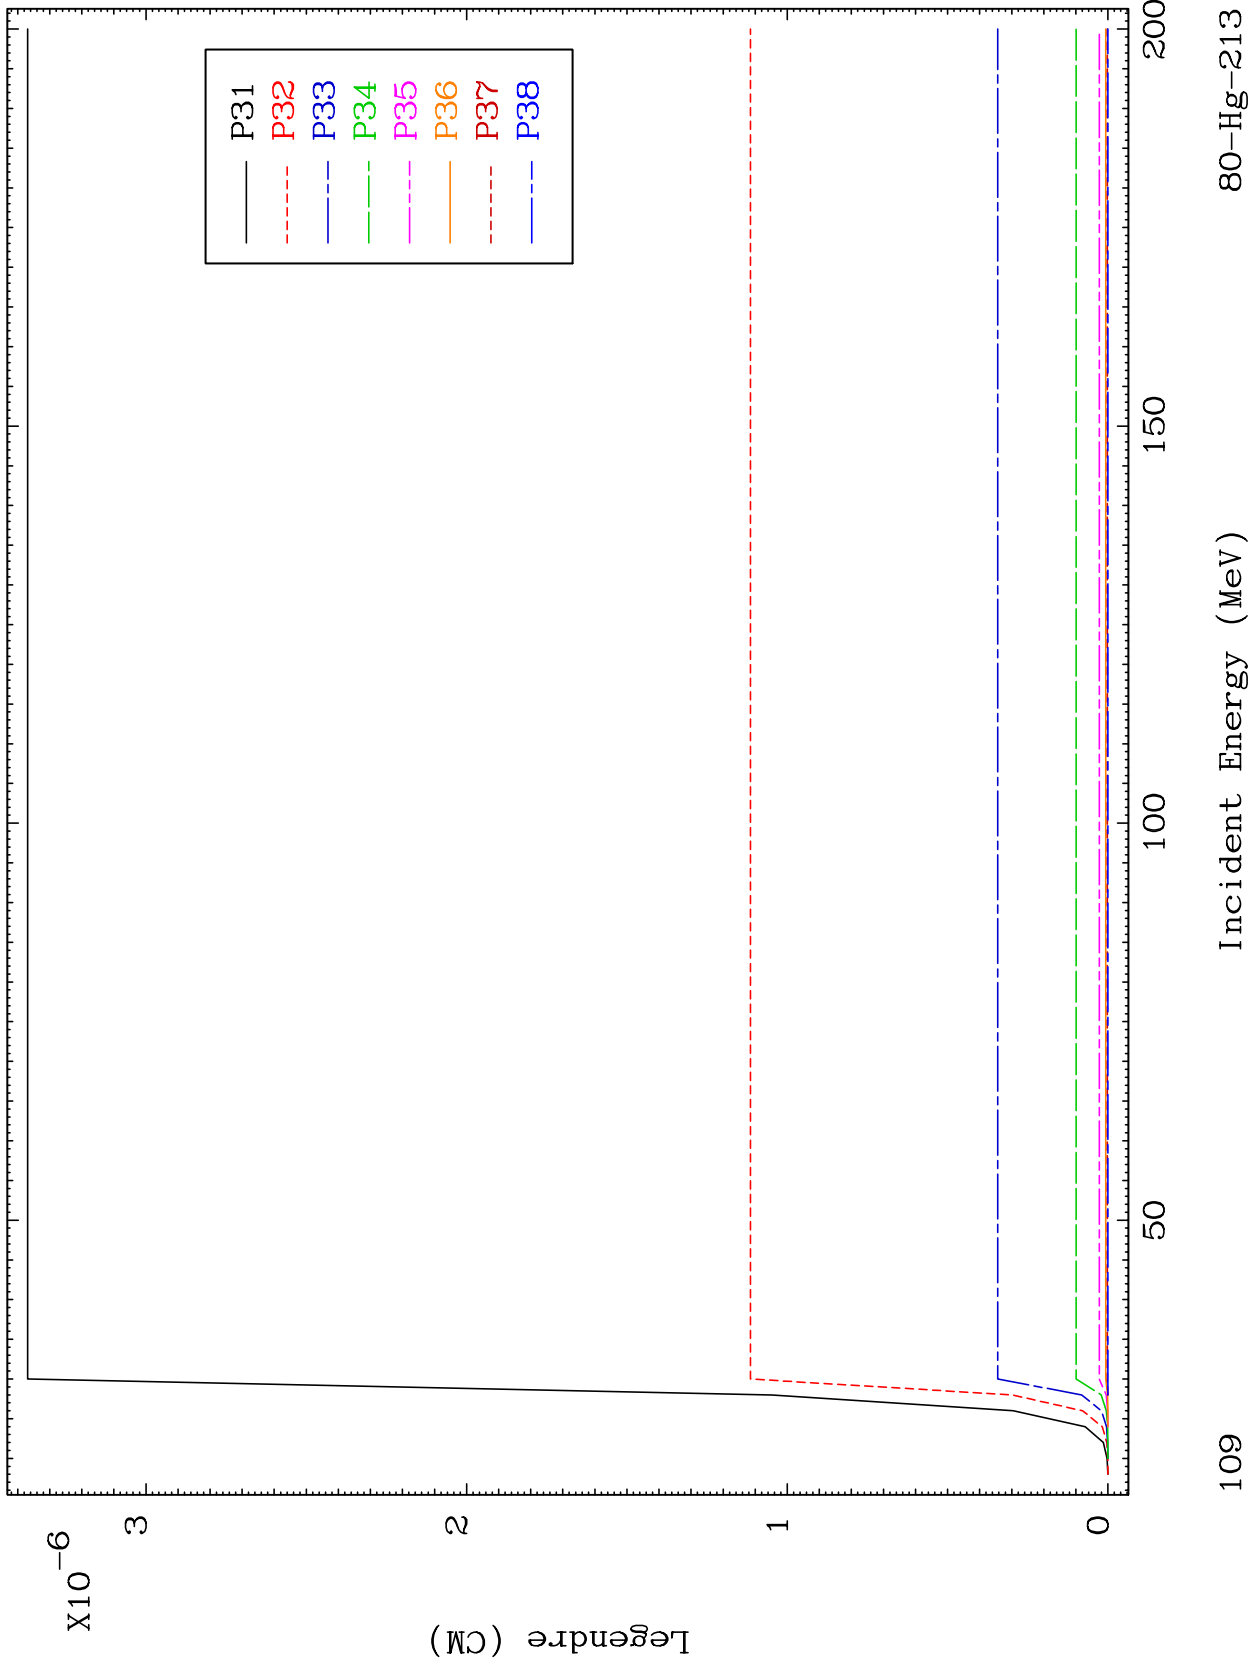 X10-6
3
2
1
0
Legendre (CM)
P31
P32
P33
P34
P35
P36
P37
P38
50
100
150
200
109
Incident Energy (MeV)
80-Hg-213